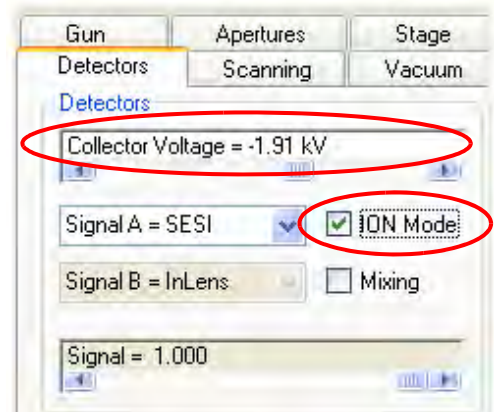 Gun Apertures Stage
Detectors Scanning Vacuum
Detectors
Collector Voltage = -1.91 kV
Signal A = SESI ION Mode
Signal B = InLens Mixing
Signal = 1.000